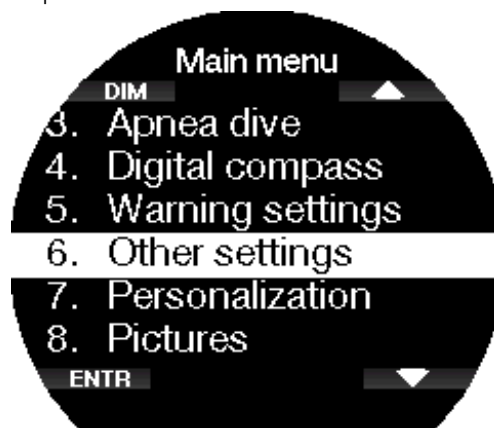 Main menu
DIM
3. Apnea dive
4. Digital compass
5. Warning settings
6. Other settings
7. Personalization
8. Pictures
ENTR